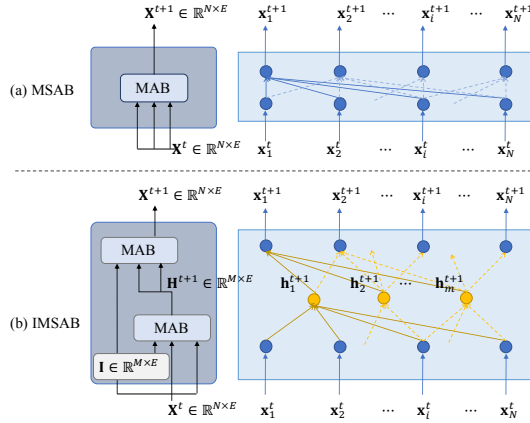 X^{t+1} ∈ ℝ^{N×E}
x_1^{t+1} x_2^{t+1} ⋯ x_i^{t+1} ⋯ x_N^{t+1}
(a) MSAB
MAB
X^t ∈ ℝ^{N×E}
x_1^t x_2^t ⋯ x_i^t ⋯ x_N^t
X^{t+1} ∈ ℝ^{N×E}
x_1^{t+1} x_2^{t+1} ⋯ x_i^{t+1} ⋯ x_N^{t+1}
MAB
H^{t+1} ∈ ℝ^{M×E}
h_1^{t+1} h_2^{t+1} ⋯ h_m^{t+1}
(b) IMSAB
MAB
I ∈ ℝ^{M×E}
X^t ∈ ℝ^{N×E}
x_1^t x_2^t ⋯ x_i^t ⋯ x_N^t